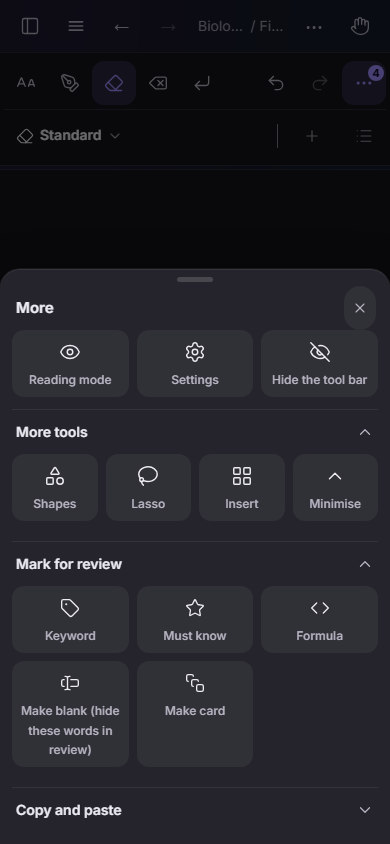 Biolo... / Fi...
AA
4
Standard
More
Reading mode
Settings
Hide the tool bar
More tools
Shapes
Lasso
Insert
Minimise
Mark for review
Keyword
Must know
Formula
Make blank (hide
these words in
review)
Make card
Copy and paste